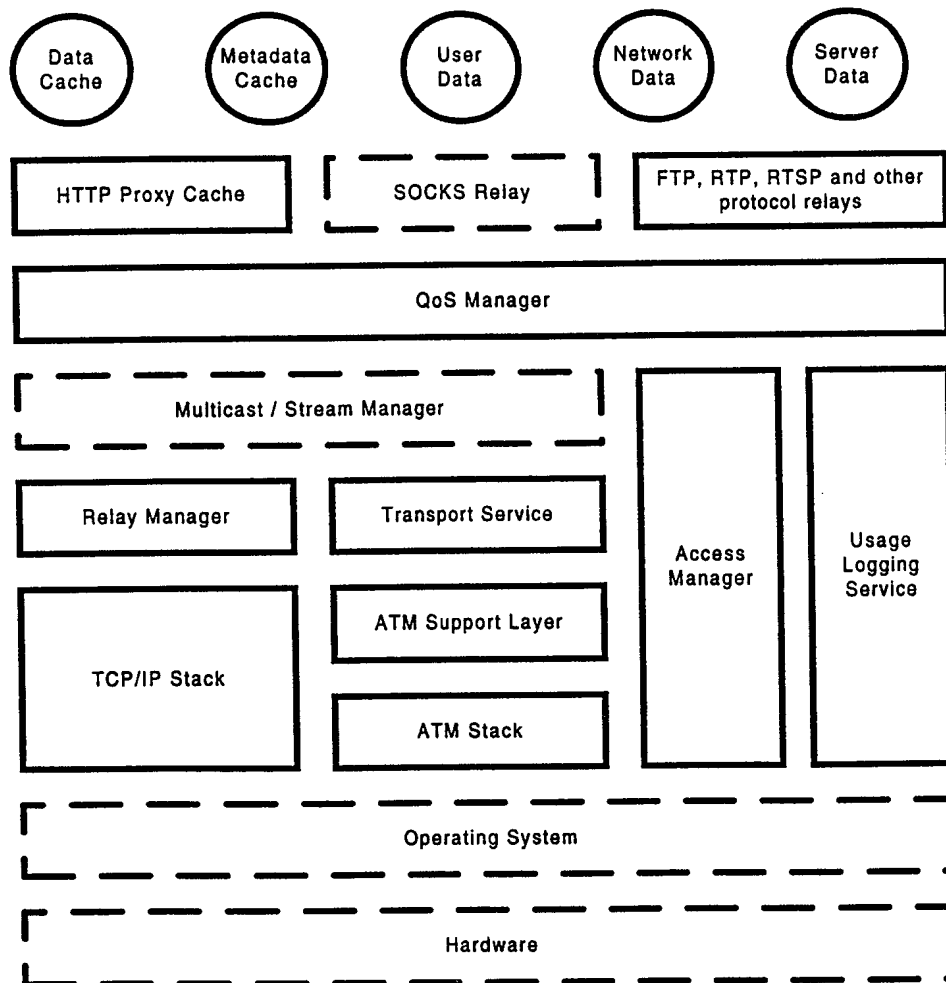 Data
Cache
Metadata
Cache
User
Data
Network
Data
Server
Data
HTTP Proxy Cache
SOCKS Relay
FTP, RTP, RTSP and other
protocol relays
QoS Manager
Multicast / Stream Manager
Relay Manager
Transport Service
Access
Manager
Usage
Logging
Service
TCP/IP Stack
ATM Support Layer
ATM Stack
Operating System
Hardware